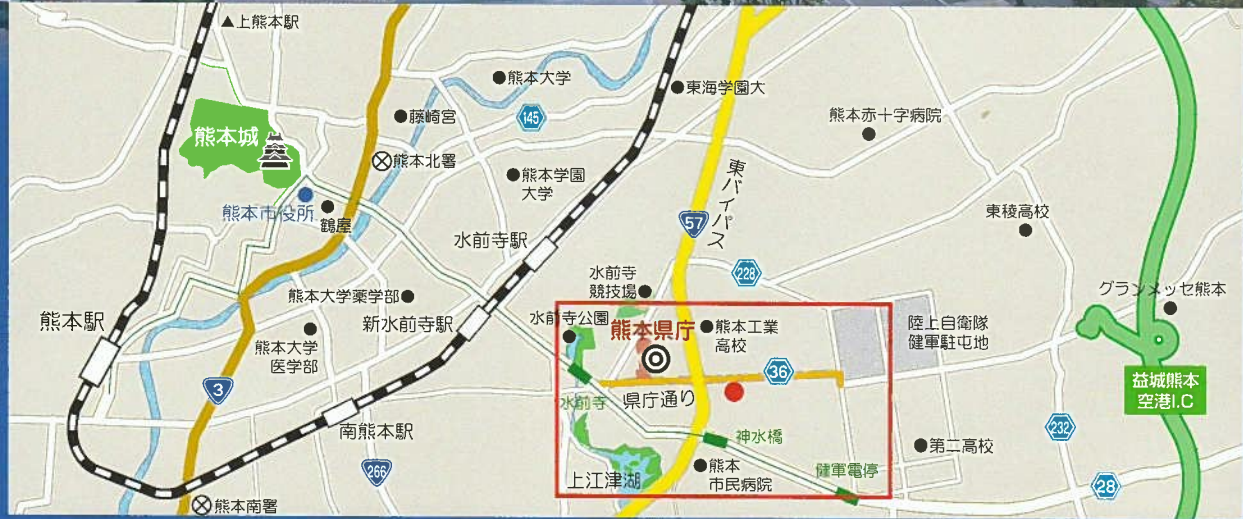 ▲上熊本駅
熊本大学
東海学園大
145
藤崎宮
熊本赤十字病院
熊本城
熊本北署
熊本学園
大学
東バイパス
熊本市役所
鶴屋
57
東稜高校
水前寺駅
228
水前寺
競技場
グランメッセ熊本
熊本大学薬学部
熊本駅
新水前寺駅
水前寺公園
熊本県庁
熊本工業
高校
陸上自衛隊
健軍駐屯地
熊本大学
医学部
36
3
益城熊本
空港I.C
水前寺
県庁通り
南熊本駅
232
神水橋
第二高校
266
上江津湖
熊本
市民病院
健軍電停
28
熊本南署